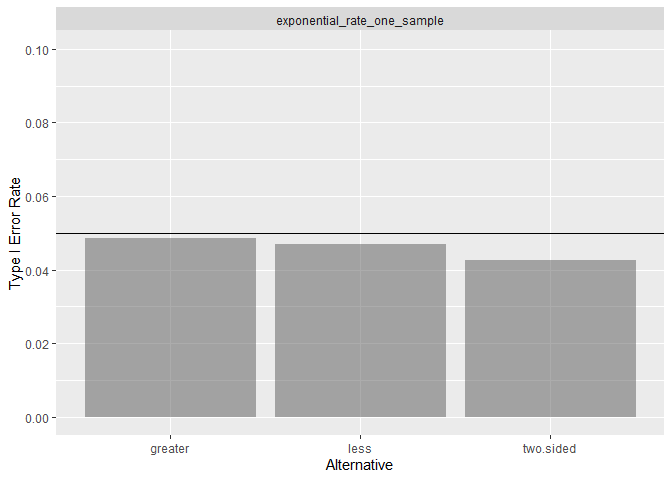 exponential_rate_one_sample
0.10
0.08
0.06
0.04
0.02
0.00
Type I Error Rate
greater less two.sided
Alternative